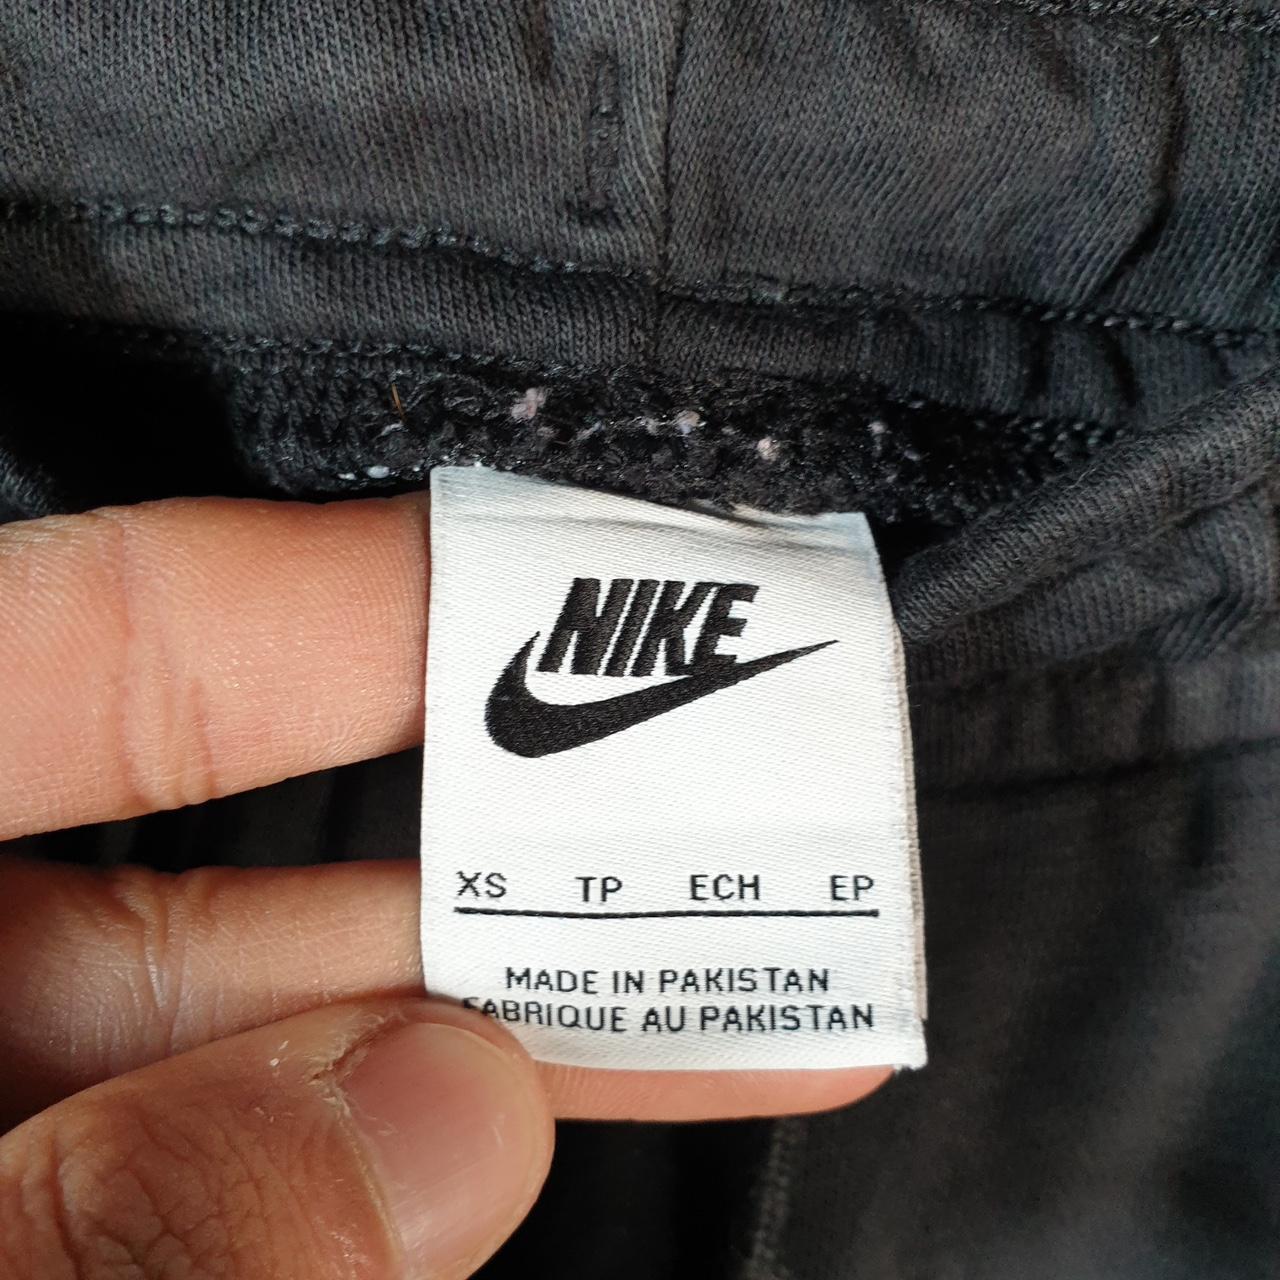 NIKE
XS TP ECH EP
MADE IN PAKISTAN
FABRIQUE AU PAKISTAN